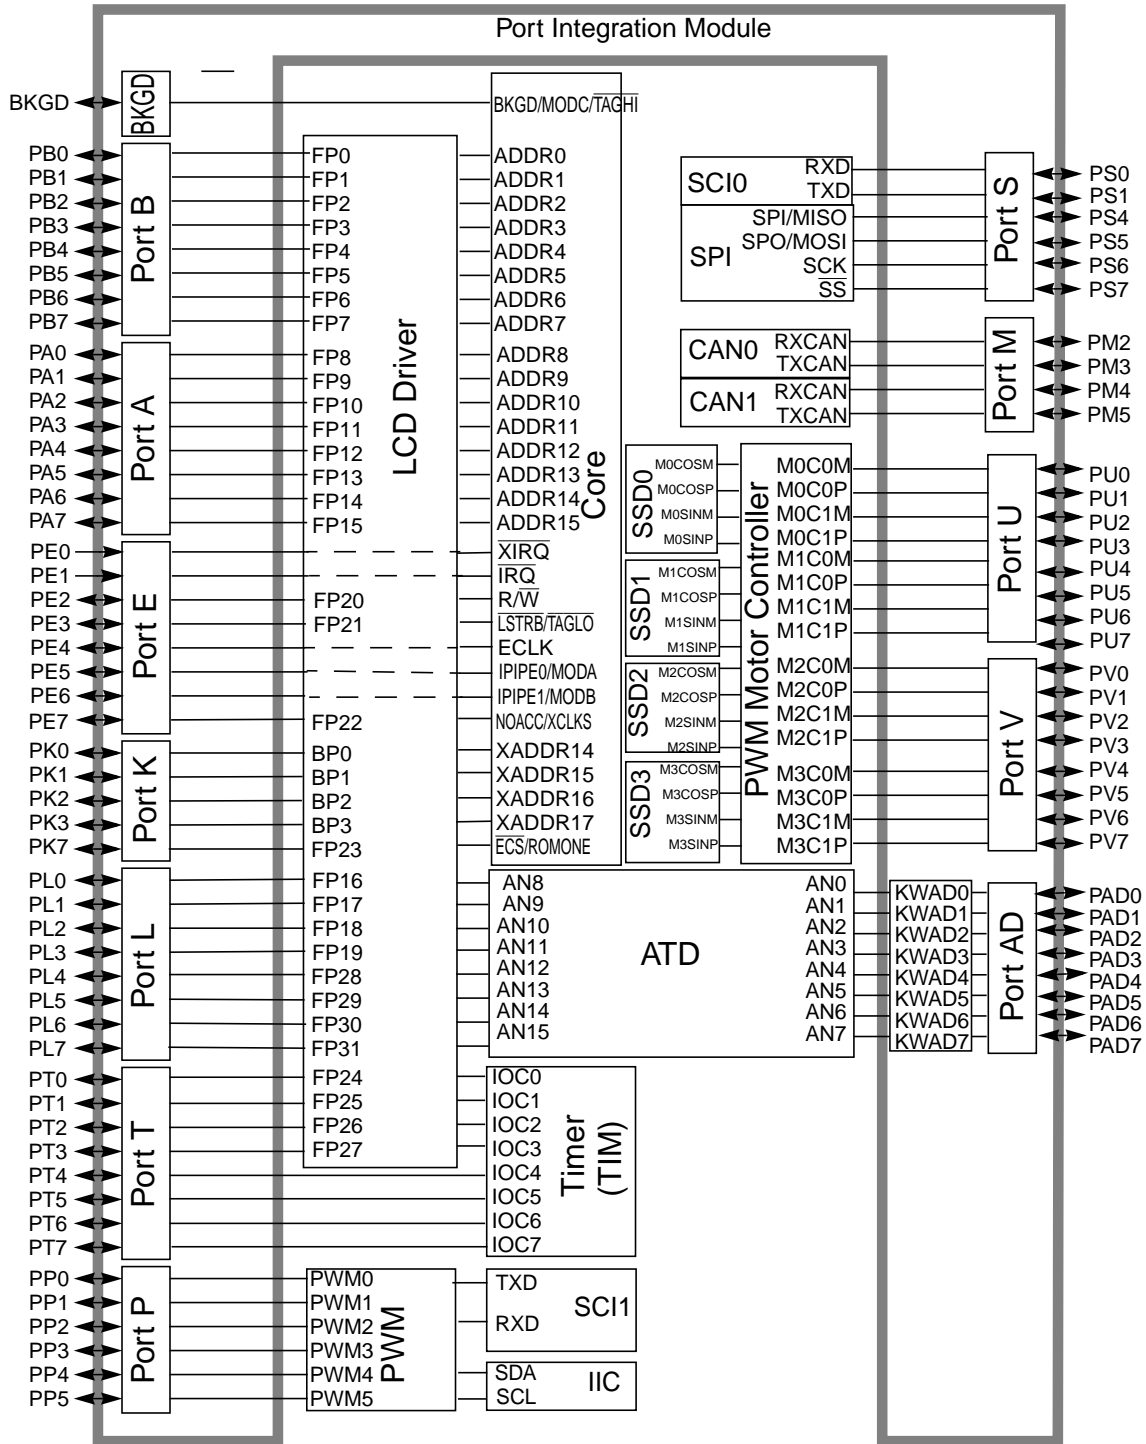 Port Integration Module
BKGD
BKGD
BKGD/MODC/TAGHI
PB0
PB1
PB2
PB3
PB4
PB5
PB6
PB7
Port B
FP0
FP1
FP2
FP3
FP4
FP5
FP6
FP7
ADDR0
ADDR1
ADDR2
ADDR3
ADDR4
ADDR5
ADDR6
ADDR7
PA0
PA1
PA2
PA3
PA4
PA5
PA6
PA7
Port A
FP8
FP9
FP10
FP11
FP12
FP13
FP14
FP15
LCD Driver
ADDR8
ADDR9
ADDR10
ADDR11
ADDR12
ADDR13
ADDR14
ADDR15
Core
PE0
PE1
PE2
PE3
PE4
PE5
PE6
PE7
Port E
FP20
FP21
FP22
XIRQ
IRQ
R/W
LSTRB/TAGLO
ECLK
IPIPE0/MODA
IPIPE1/MODB
NOACC/XCLKS
PK0
PK1
PK2
PK3
PK7
Port K
BP0
BP1
BP2
BP3
FP23
XADDR14
XADDR15
XADDR16
XADDR17
ECS/ROMONE
PL0
PL1
PL2
PL3
PL4
PL5
PL6
PL7
Port L
FP16
FP17
FP18
FP19
FP28
FP29
FP30
FP31
AN8
AN9
AN10
AN11
AN12
AN13
AN14
AN15
ATD
AN0
AN1
AN2
AN3
AN4
AN5
AN6
AN7
KWAD0
KWAD1
KWAD2
KWAD3
KWAD4
KWAD5
KWAD6
KWAD7
Port AD
PAD0
PAD1
PAD2
PAD3
PAD4
PAD5
PAD6
PAD7
PT0
PT1
PT2
PT3
PT4
PT5
PT6
PT7
Port T
FP24
FP25
FP26
FP27
IOC0
IOC1
IOC2
IOC3
IOC4
IOC5
IOC6
IOC7
Timer
(TIM)
PP0
PP1
PP2
PP3
PP4
PP5
Port P
PWM0
PWM1
PWM2
PWM3
PWM4
PWM5
PWM
TXD
RXD
SCI1
SDA
SCL
IIC
SCI0
RXD
TXD
SPI
SPI/MISO
SPO/MOSI
SCK
SS
Port S
PS0
PS1
PS4
PS5
PS6
PS7
CAN0
RXCAN
TXCAN
CAN1
RXCAN
TXCAN
Port M
PM2
PM3
PM4
PM5
SSD0
M0COSM
M0COSP
M0SINM
M0SINP
SSD1
M1COSM
M1COSP
M1SINM
M1SINP
SSD2
M2COSM
M2COSP
M2SINM
M2SINP
SSD3
M3COSM
M3COSP
M3SINM
M3SINP
PWM Motor Controller
M0C0M
M0C0P
M0C1M
M0C1P
M1C0M
M1C0P
M1C1M
M1C1P
M2C0M
M2C0P
M2C1M
M2C1P
M3C0M
M3C0P
M3C1M
M3C1P
Port U
PU0
PU1
PU2
PU3
PU4
PU5
PU6
PU7
Port V
PV0
PV1
PV2
PV3
PV4
PV5
PV6
PV7